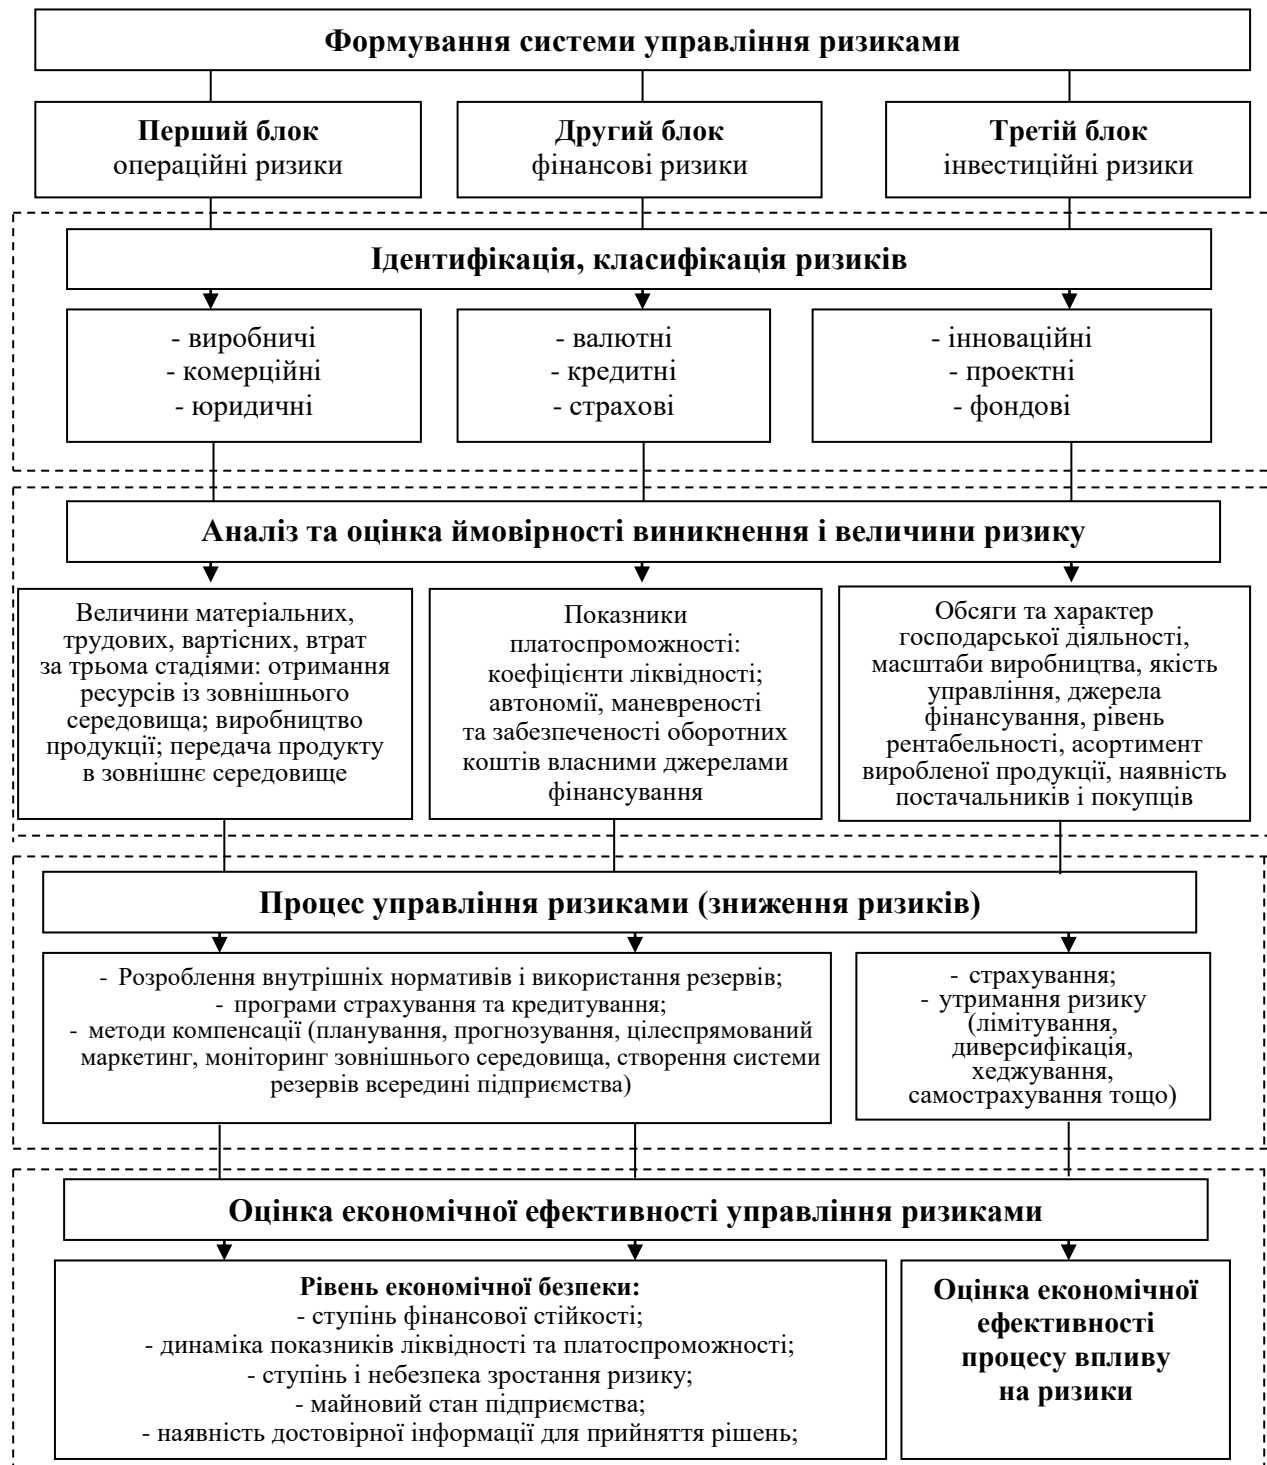 Формування системи управління ризиками
Перший блок
операційні ризики
Другий блок
фінансові ризики
Третій блок
інвестиційні ризики
Ідентифікація, класифікація ризиків
- виробничі
- комерційні
- юридичні
- валютні
- кредитні
- страхові
- інноваційні
- проектні
- фондові
Аналіз та оцінка ймовірності виникнення і величини ризику
Величини матеріальних,
трудових, вартісних, втрат
за трьома стадіями: отримання
ресурсів із зовнішнього
середовища; виробництво
продукції; передача продукту
в зовнішнє середовище
Показники
платоспроможності:
коефіцієнти ліквідності;
автономії, маневреності
та забезпеченості оборотних
коштів власними джерелами
фінансування
Обсяги та характер
господарської діяльності,
масштаби виробництва, якість
управління, джерела
фінансування, рівень
рентабельності, асортимент
виробленої продукції, наявність
постачальників і покупців
Процес управління ризиками (зниження ризиків)
- Розроблення внутрішніх нормативів і використання резервів;
- програми страхування та кредитування;
- методи компенсації (планування, прогнозування, цілеспрямований
маркетинг, моніторинг зовнішнього середовища, створення системи
резервів всередині підприємства)
- страхування;
- утримання ризику
(лімітування,
диверсифікація,
хеджування,
самострахування тощо)
Оцінка економічної ефективності управління ризиками
Рівень економічної безпеки:
- ступінь фінансової стійкості;
- динаміка показників ліквідності та платоспроможності;
- ступінь і небезпека зростання ризику;
- майновий стан підприємства;
- наявність достовірної інформації для прийняття рішень;
Оцінка економічної
ефективності
процесу впливу
на ризики